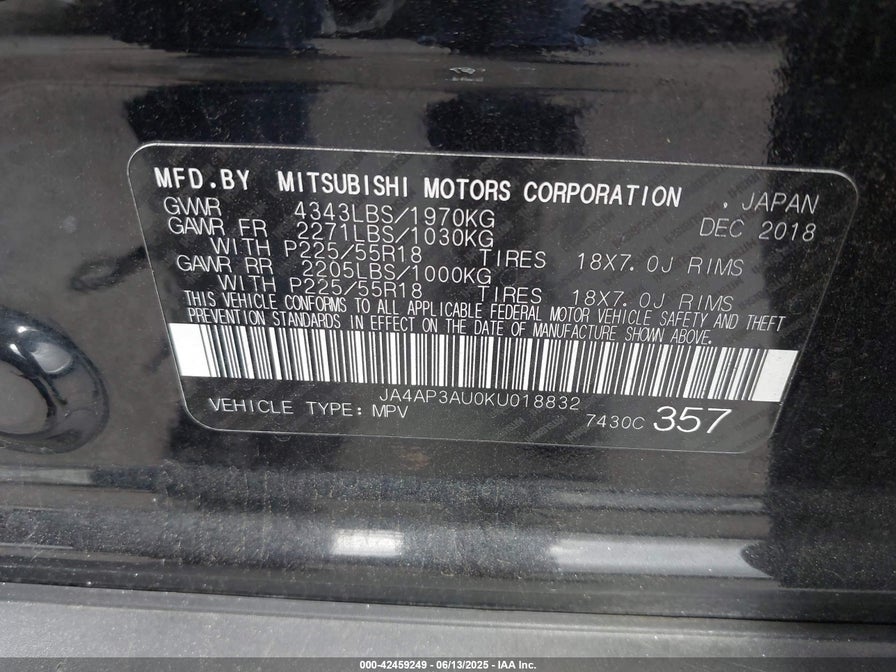 MFD.BY MITSUBISHI MOTORS CORPORATION , JAPAN
GVWR 4343LBS/1970KG DEC 2018
GAWR FR 2271LBS/1030KG
WITH P225/55R18 TIRES 18X7.0J RIMS
GAWR RR 2205LBS/1000KG
WITH P225/55R18 TIRES 18X7.0J RIMS
THIS VEHICLE CONFORMS TO ALL APPLICABLE FEDERAL MOTOR VEHICLE SAFETY AND THEFT
PREVENTION STANDARDS IN EFFECT ON THE DATE OF MANUFACTURE SHOWN ABOVE.
JA4AP3AU0KU018832
VEHICLE TYPE: MPV 7430C 357
000-42459249 - 06/13/2025 - IAA Inc.